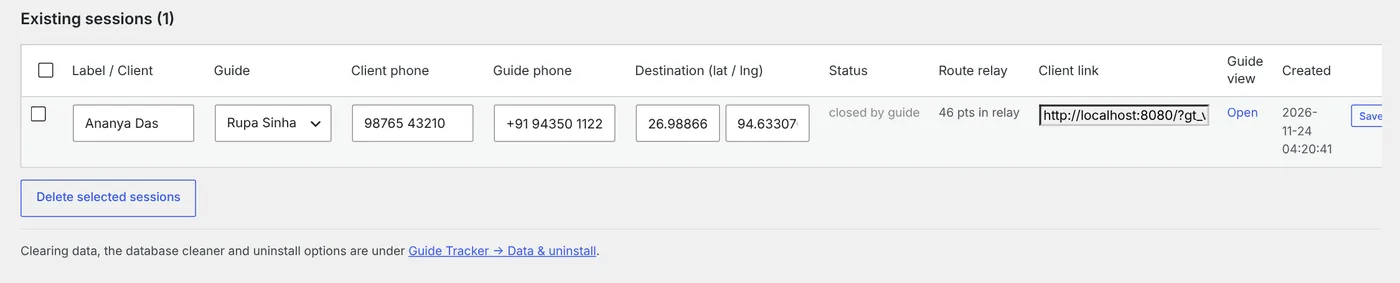 Existing sessions (1)
Label / Client Guide Client phone Guide phone Destination (lat / lng) Status Route relay Client link Guide view Created
Ananya Das Rupa Sinha 98765 43210 +91 94350 1122 26.98866 94.63307 closed by guide 46 pts in relay http://localhost:8080/?gt_ Open 2026-11-24 04:20:41 Save
Delete selected sessions
Clearing data, the database cleaner and uninstall options are under Guide Tracker → Data & uninstall.